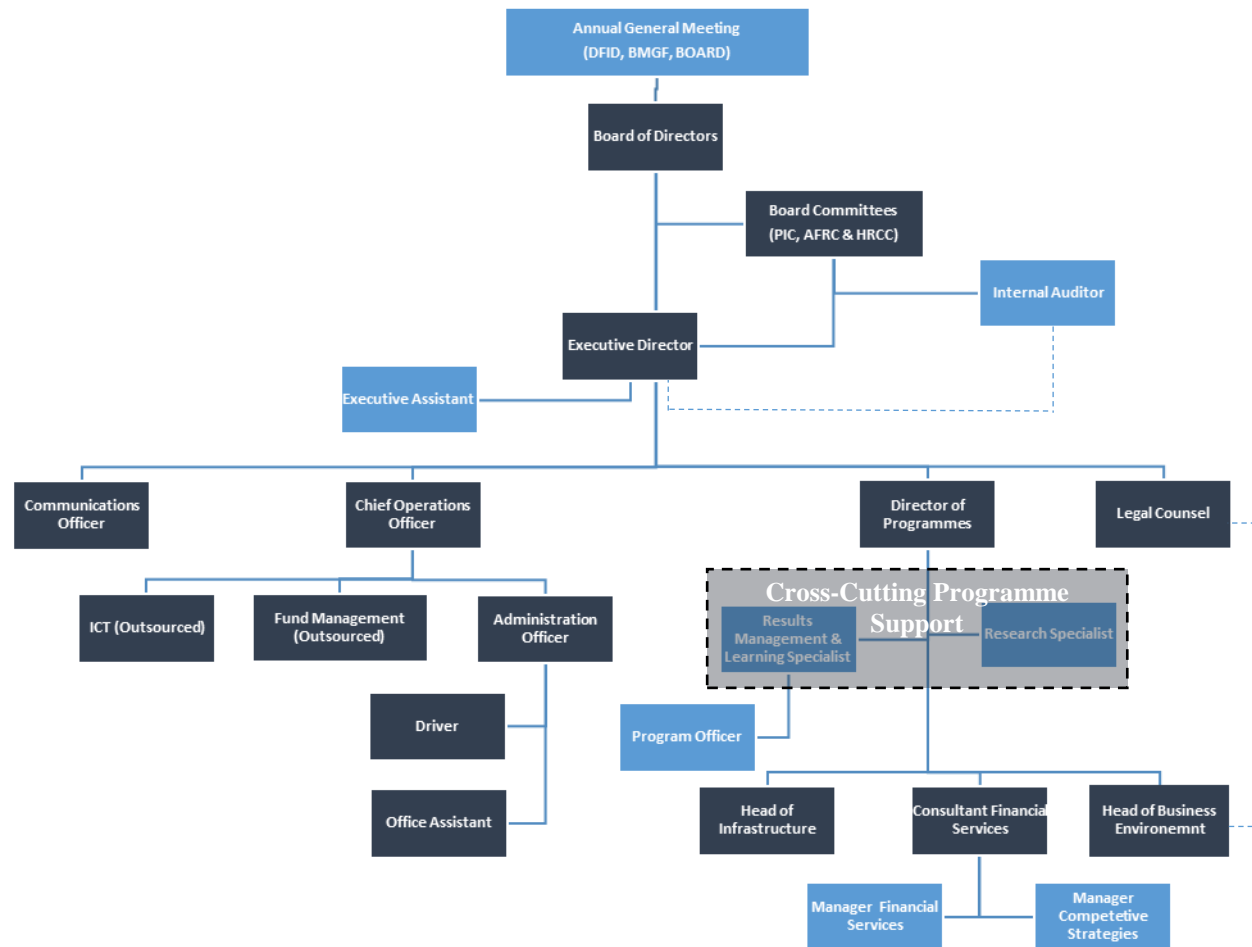 Annual General Meeting
(DFID, BMGF, BOARD)
Board of Directors
Board Committees
(PIC, AFRC & HRCC)
Internal Auditor
Executive Director
Executive Assistant
Communications
Officer
Chief Operations
Officer
Director of
Programmes
Legal Counsel
Cross-Cutting Programme
Support
ICT (Outsourced)
Fund Management
(Outsourced)
Administration
Officer
Results
Management &
Learning Specialist
Research Specialist
Driver
Program Officer
Office Assistant
Head of
Infrastructure
Consultant Financial
Services
Head of Business
Environemnt
Manager Financial
Services
Manager
Competetive
Strategies